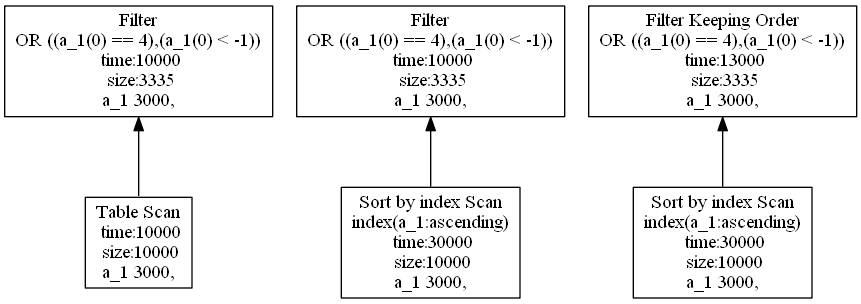 Filter
OR ((a_1(0) == 4),(a_1(0) < -1))
time:10000
size:3335
a_1 3000,
Table Scan
time:10000
size:10000
a_1 3000,
Filter
OR ((a_1(0) == 4),(a_1(0) < -1))
time:10000
size:3335
a_1 3000,
Sort by index Scan
index(a_1:ascending)
time:30000
size:10000
a_1 3000,
Filter Keeping Order
OR ((a_1(0) == 4),(a_1(0) < -1))
time:13000
size:3335
a_1 3000,
Sort by index Scan
index(a_1:ascending)
time:30000
size:10000
a_1 3000,